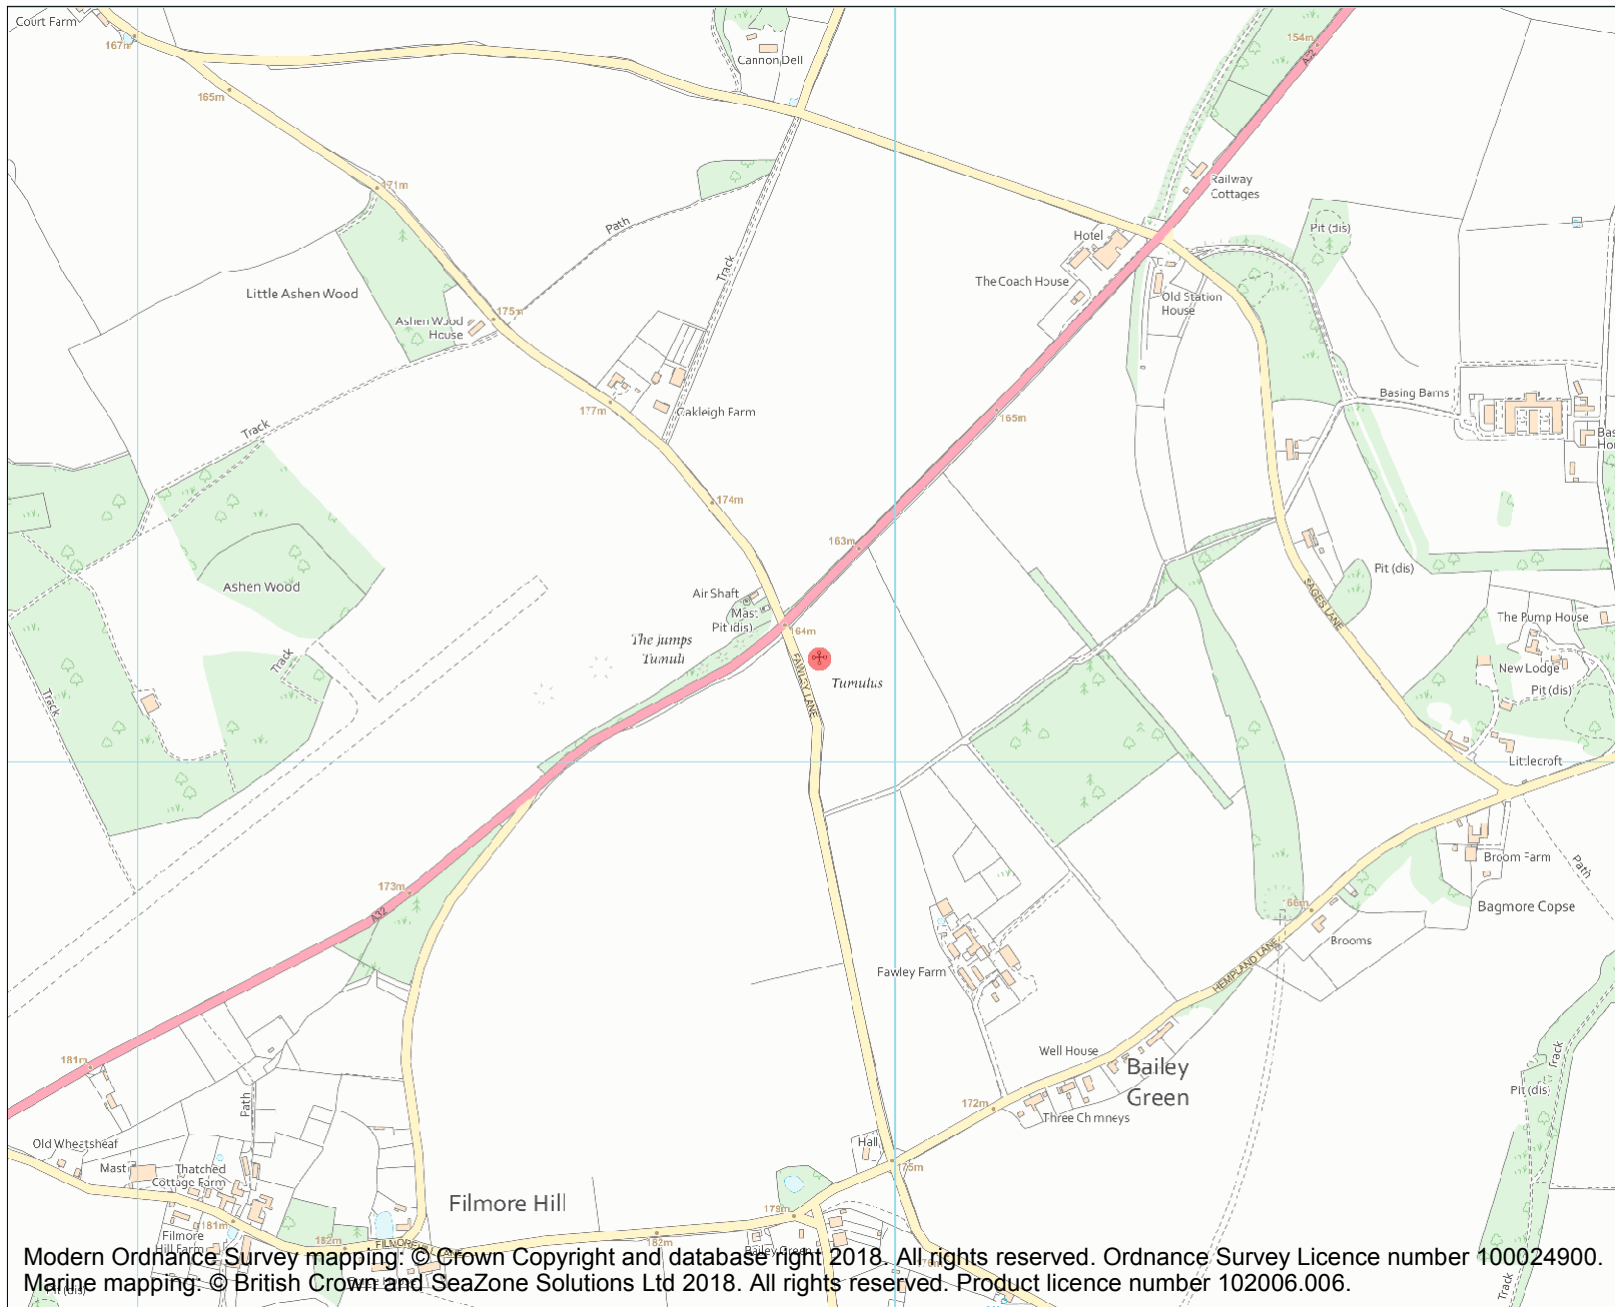 Court Farm
167m
165m
171m
Cannon Dell
154m
A32
Railway
Cottages
Pit (dis)
Hotel
The Coach House
Old Station
House
Path
Track
Little Ashen Wood
Ashen Wood
House
175m
177m
Oakleigh Farm
165m
Basing Barns
Track
174m
163m
Ashen Wood
Air Shaft
Mast
Pit (dis)
164m
The Jumps
Tumuli
FAWLEY LANE
Tumulus
Pit (dis)
SAGES LANE
The Pump House
New Lodge
Pit (dis)
Littlecroft
Track
Track
173m
A32
Broom Farm
Path
Bagmore Copse
166m
Brooms
HEMPLAND LANE
Fawley Farm
Well House
Bailey
Green
172m
Three Chimneys
Track
Pit (dis)
181m
Path
Old Wheatsheaf
Mast
Thatched
Cottage Farm
Hall
175m
Filmore Hill
179m
181m
Filmore
Hill Farm
182m
182m
Bailey Green
Track
Pit (dis)
Modern Ordnance Survey mapping: © Crown Copyright and database right 2018. All rights reserved. Ordnance Survey Licence number 100024900.
Marine mapping: © British Crown and SeaZone Solutions Ltd 2018. All rights reserved. Product licence number 102006.006.